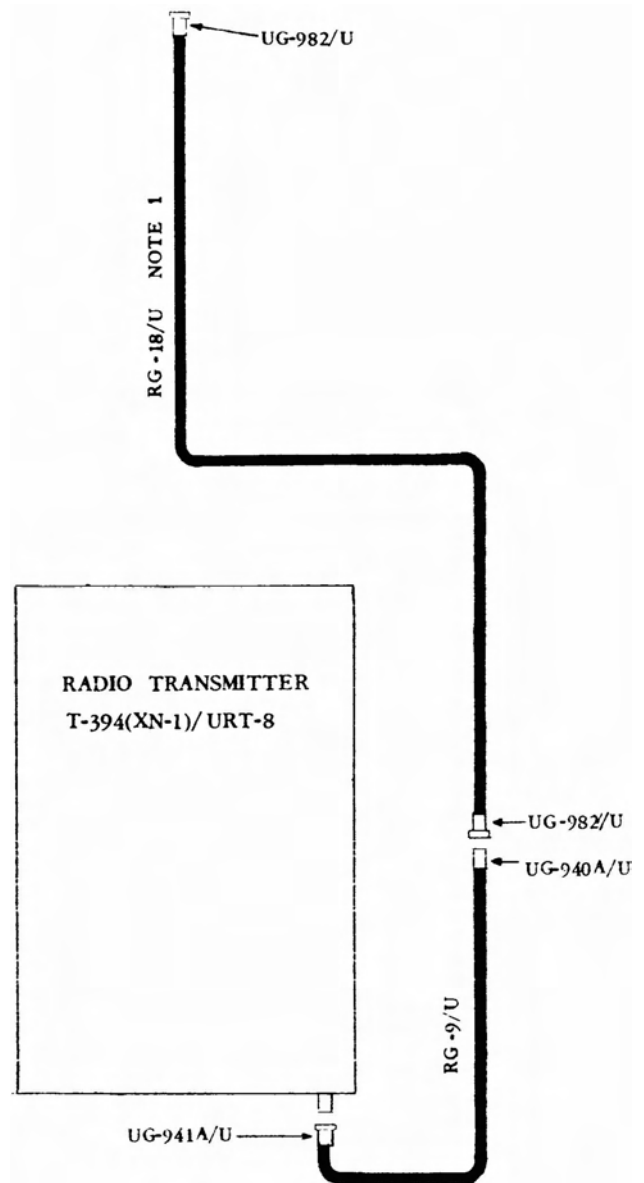 UG-982/U
RG-18/U NOTE 1
RADIO TRANSMITTER
T-394(XN-1)/URT-8
UG-982/U
UG-940A/U
RG-9/U
UG-941A/U